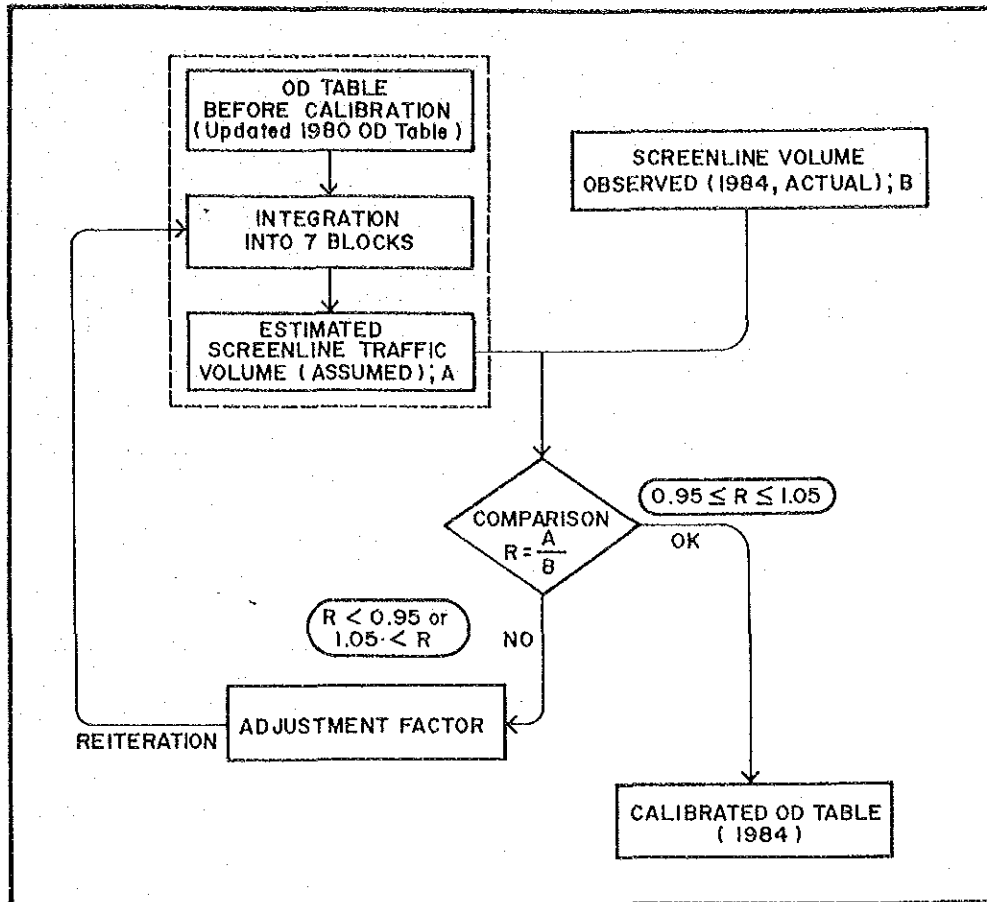 OD TABLE
BEFORE CALIBRATION
(Updated 1980 OD Table)
INTEGRATION
INTO 7 BLOCKS
ESTIMATED
SCREENLINE TRAFFIC
VOLUME (ASSUMED); A
SCREENLINE VOLUME
OBSERVED (1984, ACTUAL); B
COMPARISON
R = A/B
0.95 ≤ R ≤ 1.05
OK
R < 0.95 or
1.05 < R
NO
ADJUSTMENT FACTOR
REITERATION
CALIBRATED OD TABLE
(1984)